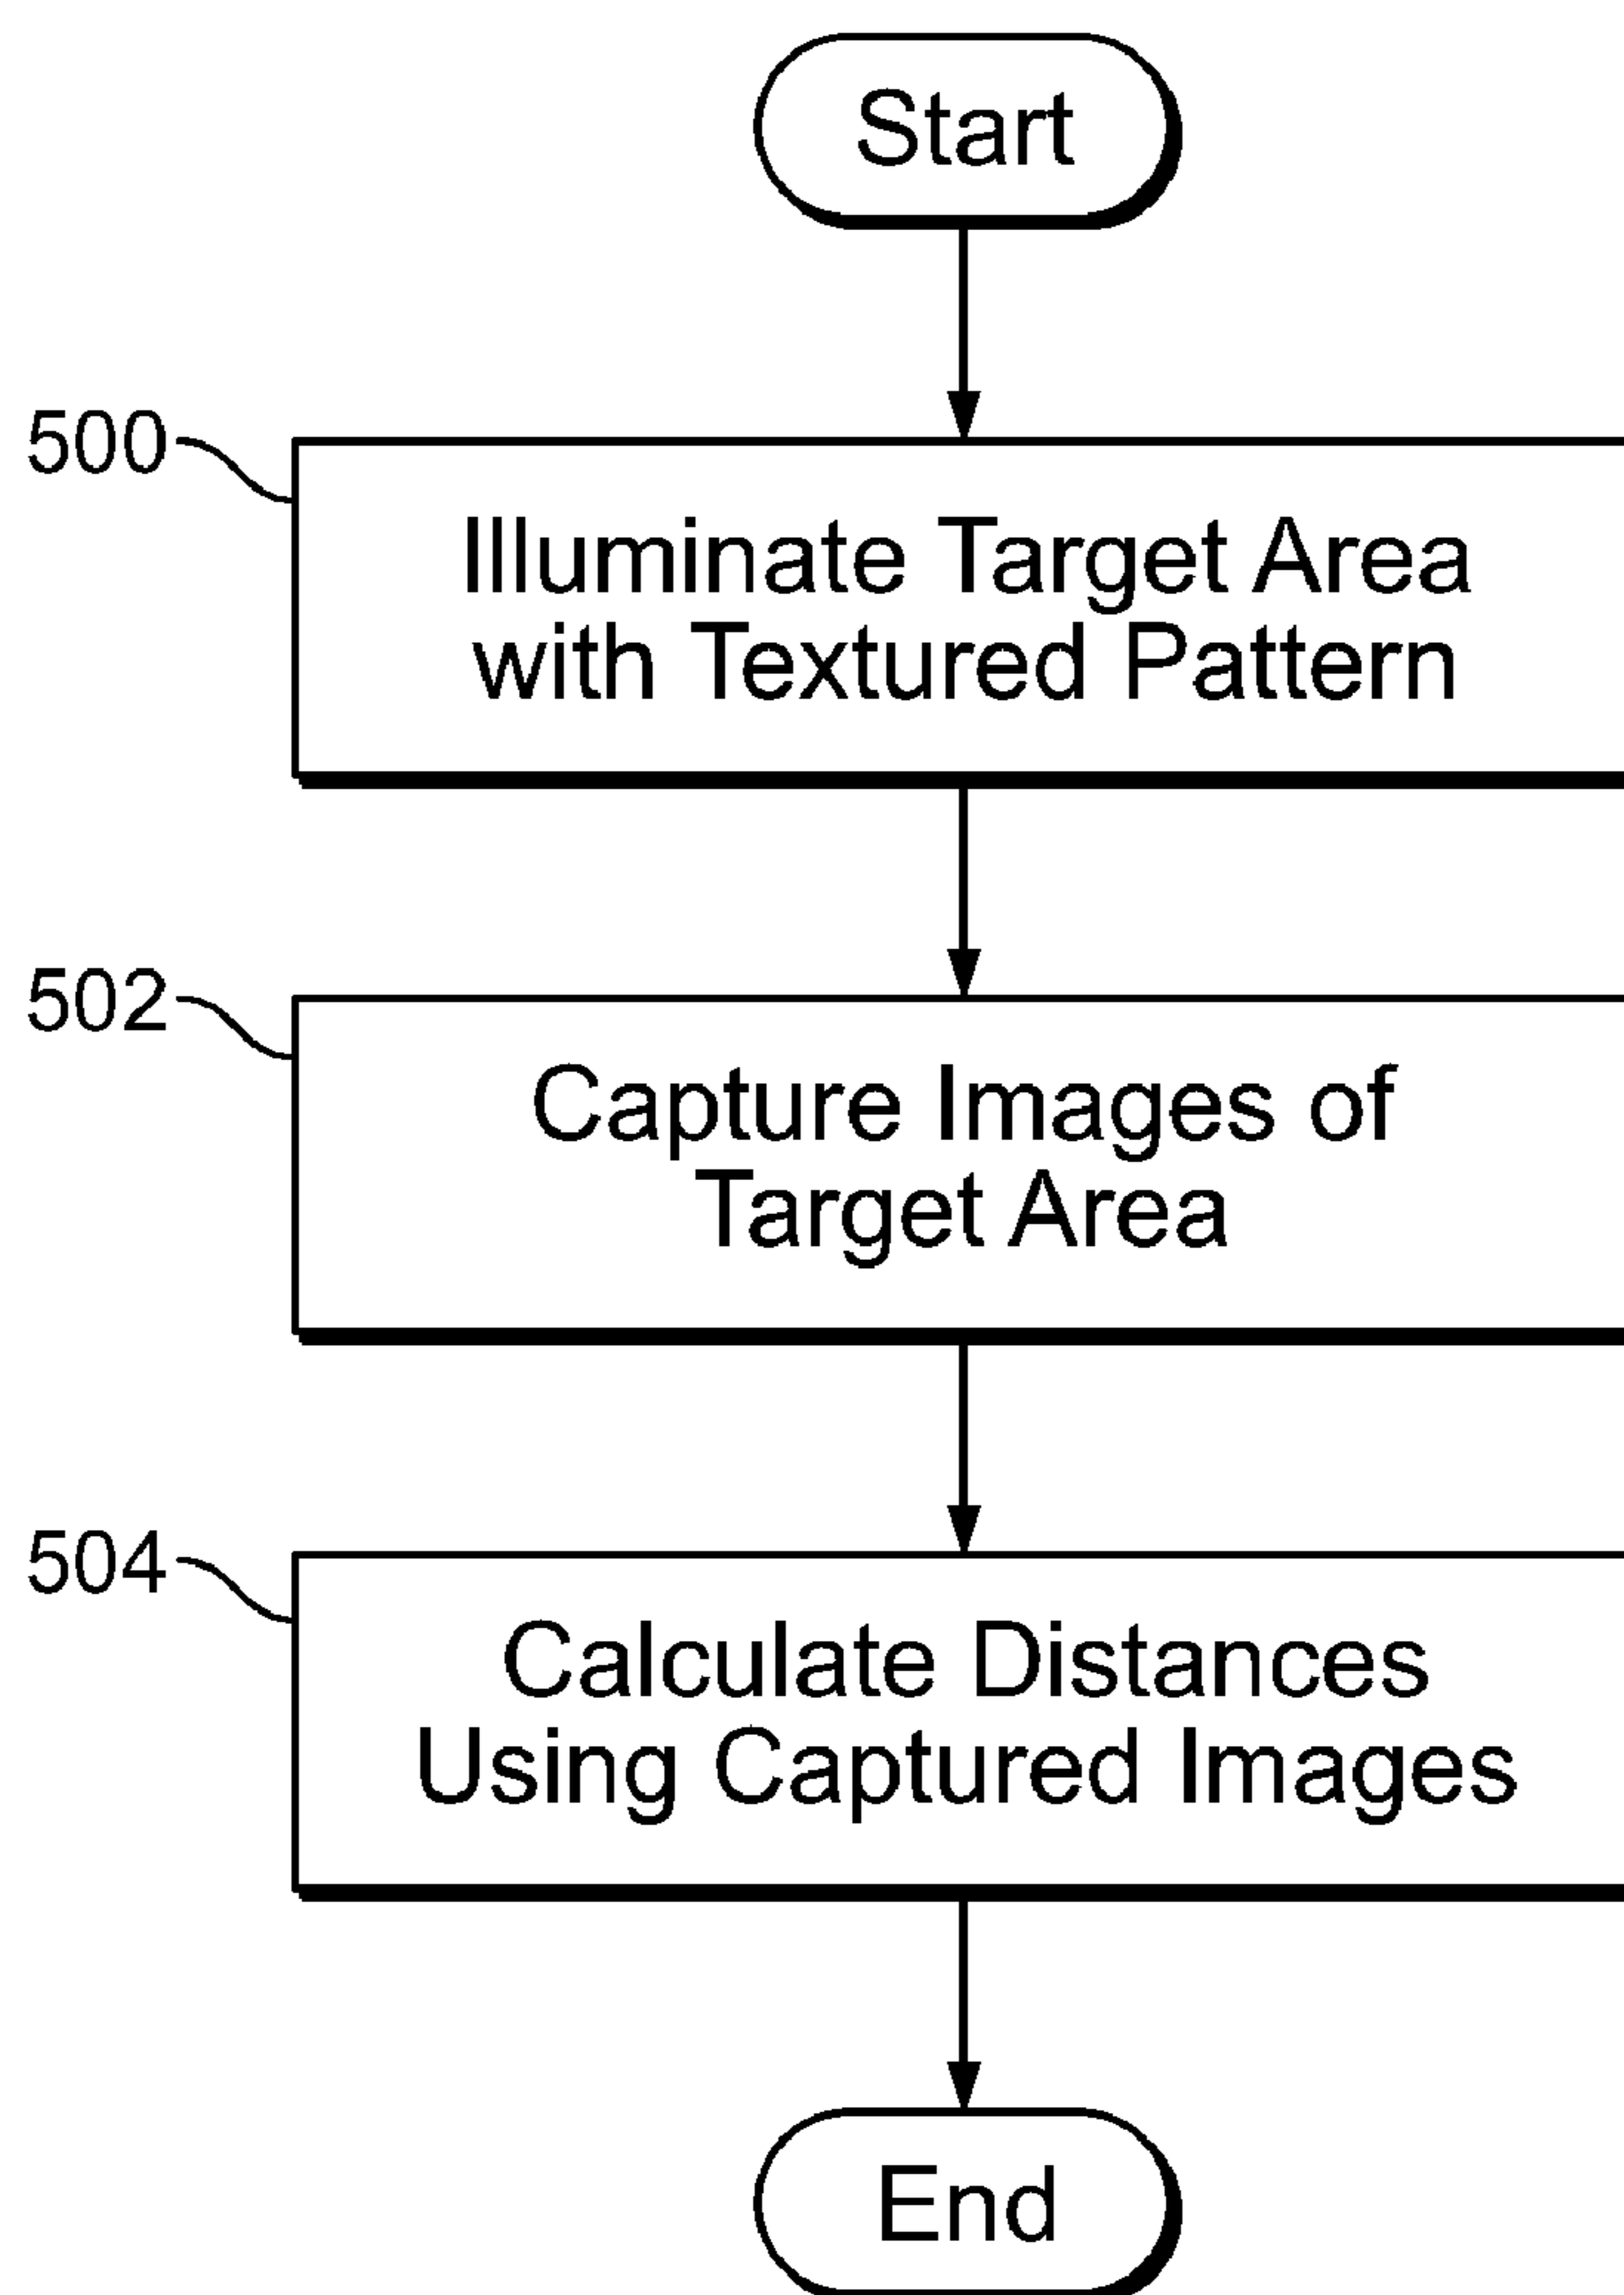 Start
500
Illuminate Target Area
with Textured Pattern
502
Capture Images of
Target Area
504
Calculate Distances
Using Captured Images
End